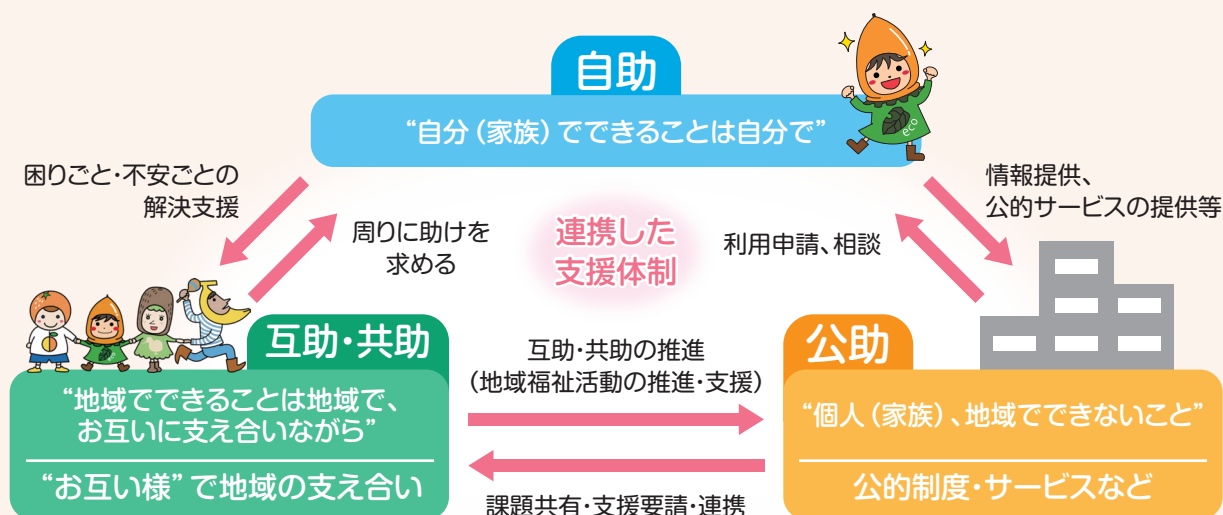 自助
“自分（家族）でできることは自分で”
eco
困りごと・不安ごとの
解決支援
周りに助けを
求める
連携した
支援体制
利用申請、相談
情報提供、
公的サービスの提供等
互助・共助
“地域でできることは地域で、
お互いに支え合いながら”
“お互い様”で地域の支え合い
互助・共助の推進
（地域福祉活動の推進・支援）
課題共有・支援要請・連携
公助
“個人（家族）、地域でできないこと”
公的制度・サービスなど